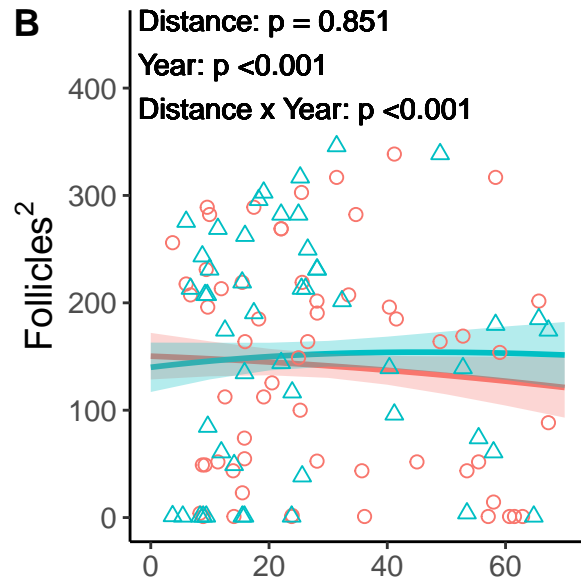 B
Distance: p = 0.851
Year: p <0.001
Distance x Year: p <0.001
Follicles²
400
300
200
100
0
0 20 40 60